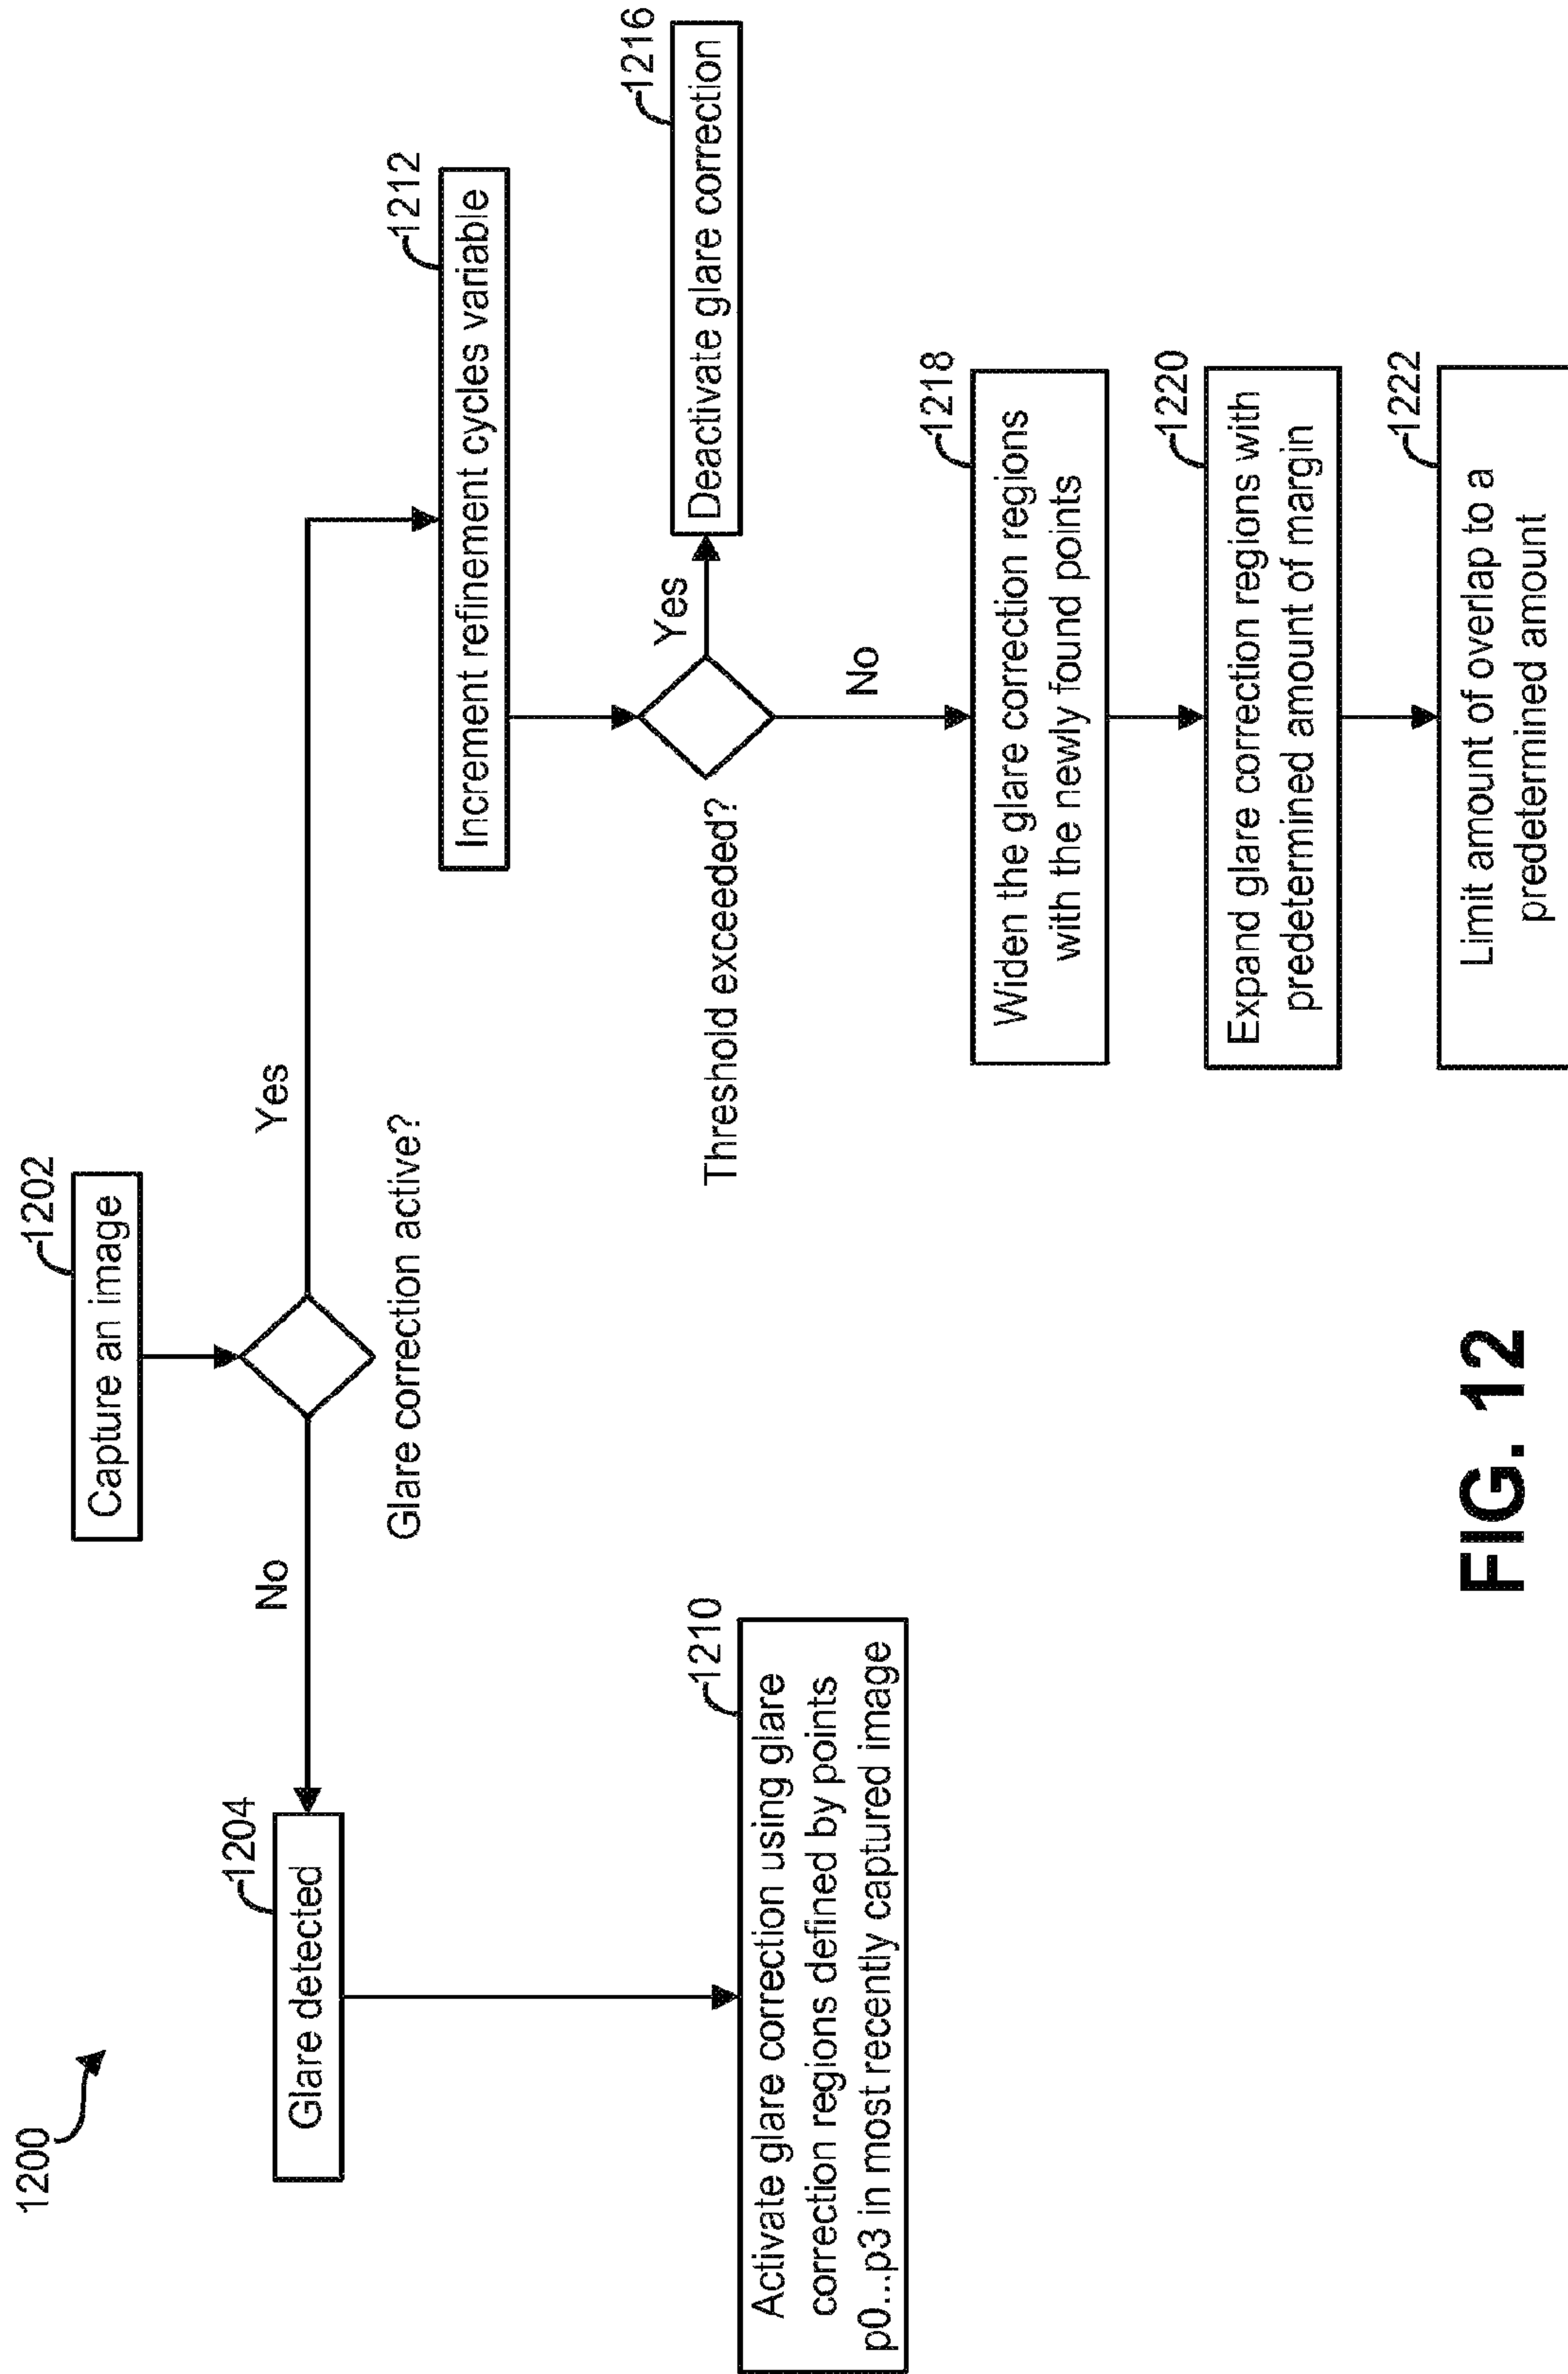 1200
1202
Capture an image
No
Yes
Glare correction active?
1204
Glare detected
1212
Increment refinement cycles variable
1210
Activate glare correction using glare
correction regions defined by points
p0...p3 in most recently captured image
Threshold exceeded?
Yes
1216
Deactivate glare correction
No
1218
Widen the glare correction regions
with the newly found points
1220
Expand glare correction regions with
predetermined amount of margin
1222
Limit amount of overlap to a
predetermined amount
FIG. 12